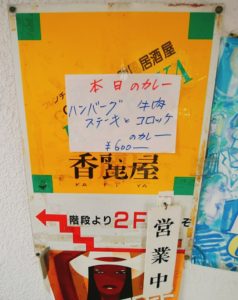 居酒屋
本日のカレー
ハンバーグ 牛肉
ステーキと コロッケ
のカレー
¥600—
香麗屋
KA RI YA
階段より2F
営業中